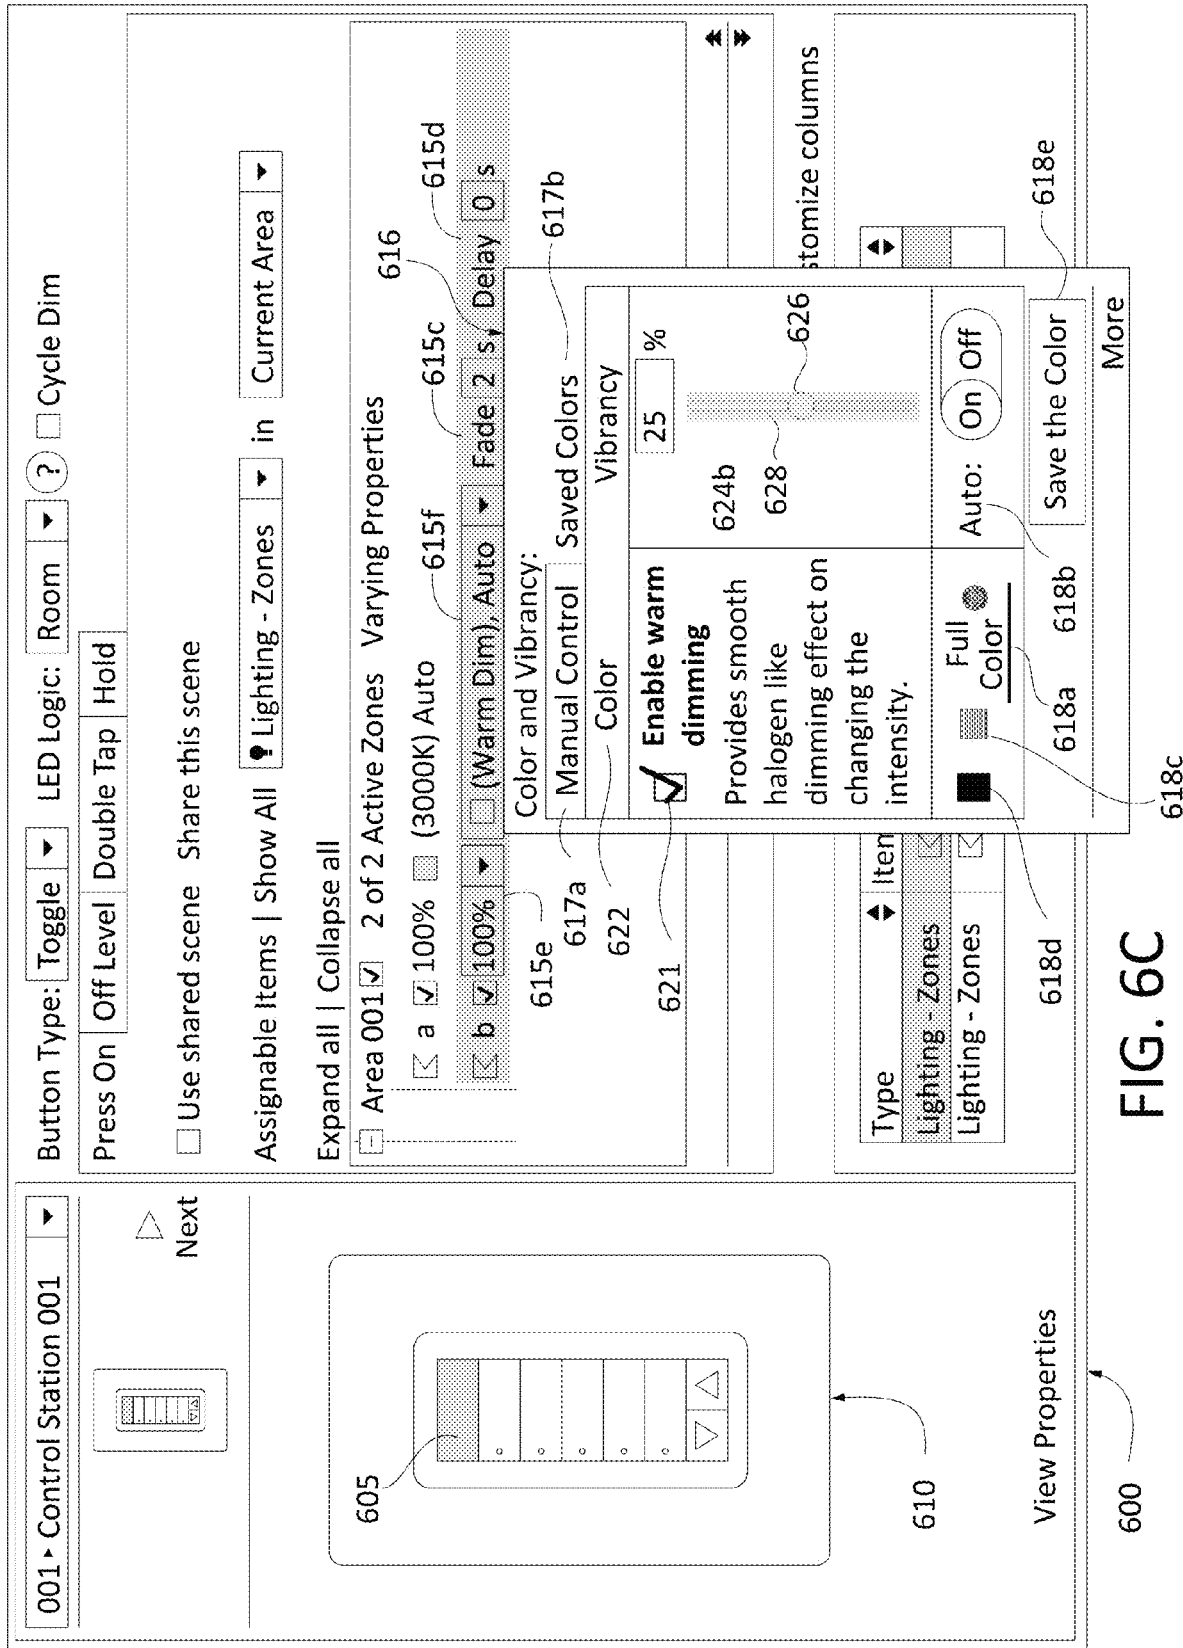 001 ▸ Control Station 001 ▼
Next
605
610
View Properties
600
Button Type: Toggle ▼ LED Logic: Room ▼ ? ☐ Cycle Dim
Press On Off Level Double Tap Hold
☐ Use shared scene Share this scene
Assignable Items | Show All Lighting - Zones ▼ in Current Area ▼
Expand all | Collapse all
Area 001 ☑ 2 of 2 Active Zones Varying Properties
a ☑ 100% (3000K) Auto
b ☑ 100% ▼ ☐ (Warm Dim), Auto ▼ Fade 2 s Delay 0 s
615f
615c
616
615d
615e
617a
617b
622
621
Color and Vibrancy:
Manual Control Saved Colors
Color Vibrancy
☑ Enable warm
dimming
Provides smooth
halogen like
dimming effect on
changing the
intensity.
25 %
624b
628
626
Full
Color
Auto: On Off
Save the Color
More
618a
618b
618c
618d
618e
stomize columns
Type Iten
Lighting - Zones
Lighting - Zones
FIG. 6C